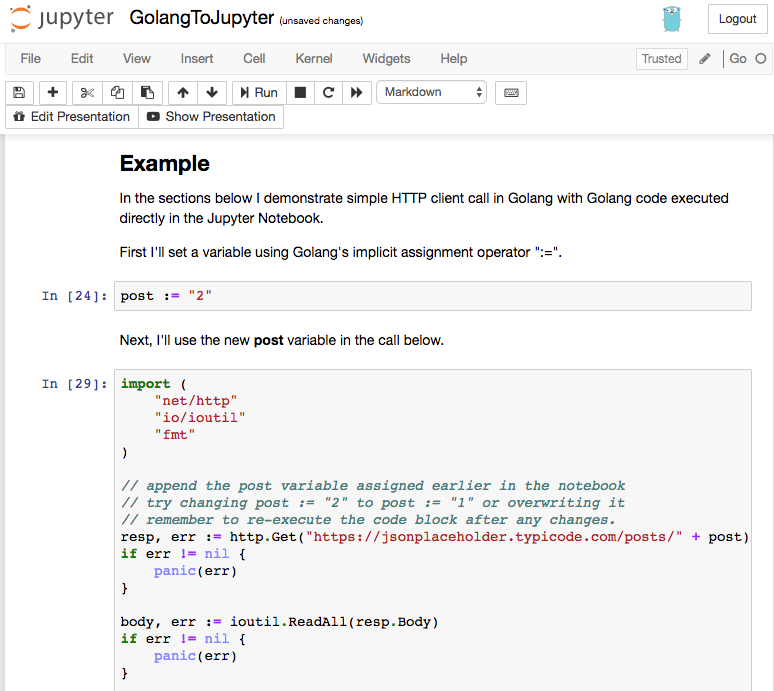 jupyter GolangToJupyter (unsaved changes) Logout
File Edit View Insert Cell Kernel Widgets Help Trusted Go
Run Markdown
Edit Presentation Show Presentation
Example
In the sections below I demonstrate simple HTTP client call in Golang with Golang code executed
directly in the Jupyter Notebook.
First I'll set a variable using Golang's implicit assignment operator ":=".
In [24]: post := "2"
Next, I'll use the new post variable in the call below.
In [29]: import (
"net/http"
"io/ioutil"
"fmt"
)
// append the post variable assigned earlier in the notebook
// try changing post := "2" to post := "1" or overwriting it
// remember to re-execute the code block after any changes.
resp, err := http.Get("https://jsonplaceholder.typicode.com/posts/" + post)
if err != nil {
panic(err)
}
body, err := ioutil.ReadAll(resp.Body)
if err != nil {
panic(err)
}